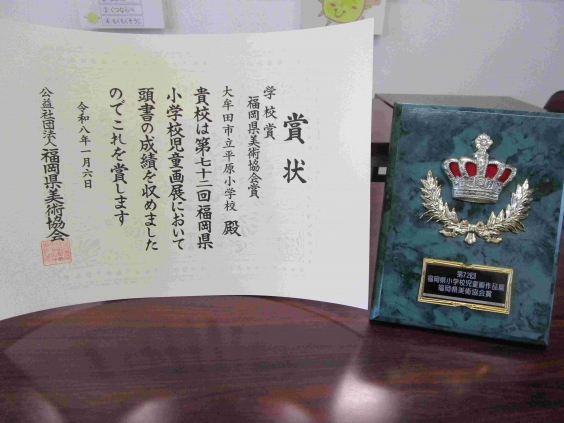 賞状
学校賞
福岡県美術協会賞
大牟田市立平原小学校 殿
貴校は第七十二回福岡県
小学校児童画展において
頭書の成績を収めました
のでこれを賞します
令和八年一月六日
公益社団法人 福岡県美術協会
第72回
福岡県小学校児童画作品展
福岡県美術協会賞